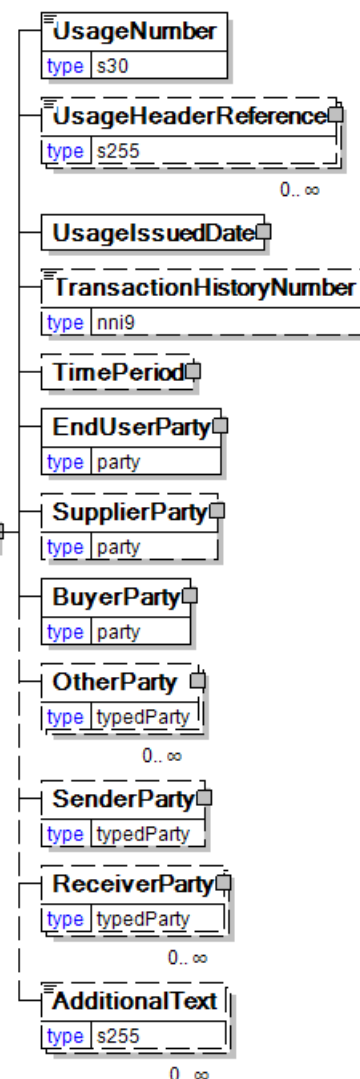 UsageNumber
type s30
UsageHeaderReference
type s255
0.. ∞
UsageIssuedDate
TransactionHistoryNumber
type nni9
TimePeriod
EndUserParty
type party
SupplierParty
type party
BuyerParty
type party
OtherParty
type typedParty
0.. ∞
SenderParty
type typedParty
ReceiverParty
type typedParty
0.. ∞
AdditionalText
type s255
0.. ∞